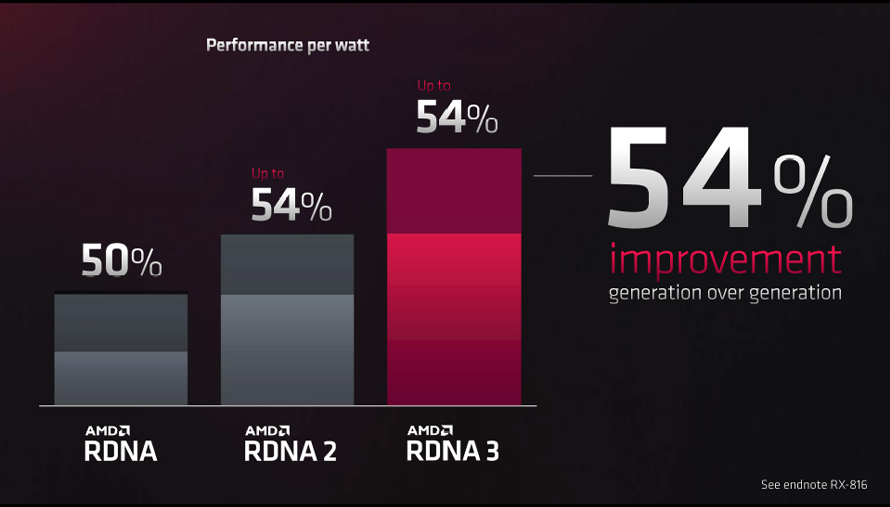 Performance per watt
Up to
54%
Up to
54%
50%
54%
improvement
generation over generation
AMD
RDNA
AMD
RDNA 2
AMD
RDNA 3
See endnote RX-816